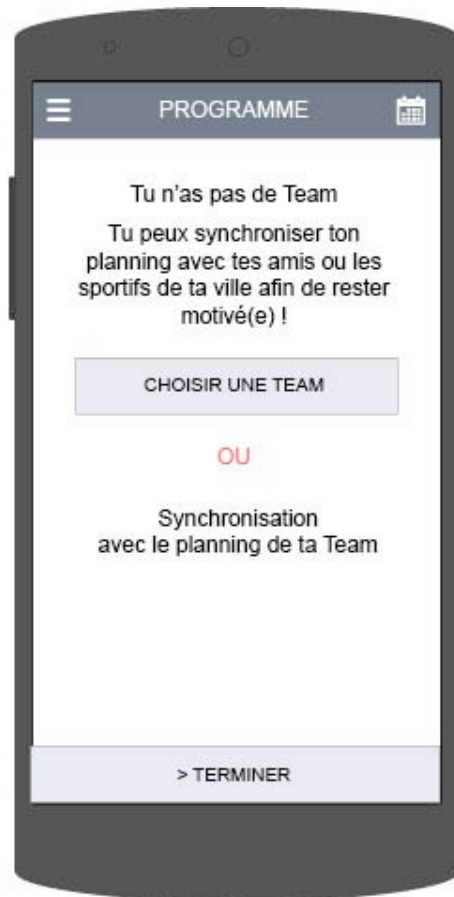 PROGRAMME
Tu n'as pas de Team
Tu peux synchroniser ton
planning avec tes amis ou les
sportifs de ta ville afin de rester
motivé(e) !
CHOISIR UNE TEAM
OU
Synchronisation
avec le planning de ta Team
> TERMINER